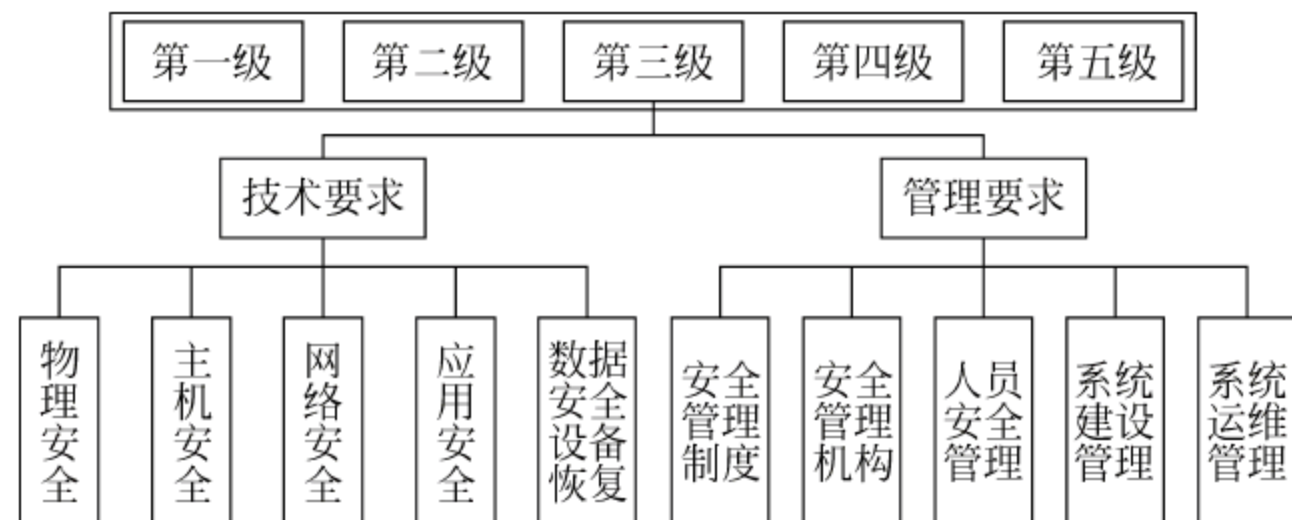 第一级 第二级 第三级 第四级 第五级
技术要求 管理要求
物理安全
主机安全
网络安全
应用安全
数据
安全
设备
恢复
安全
管理
制度
安全
管理
机构
人员
安全
管理
系统
建设
管理
系统
运维
管理